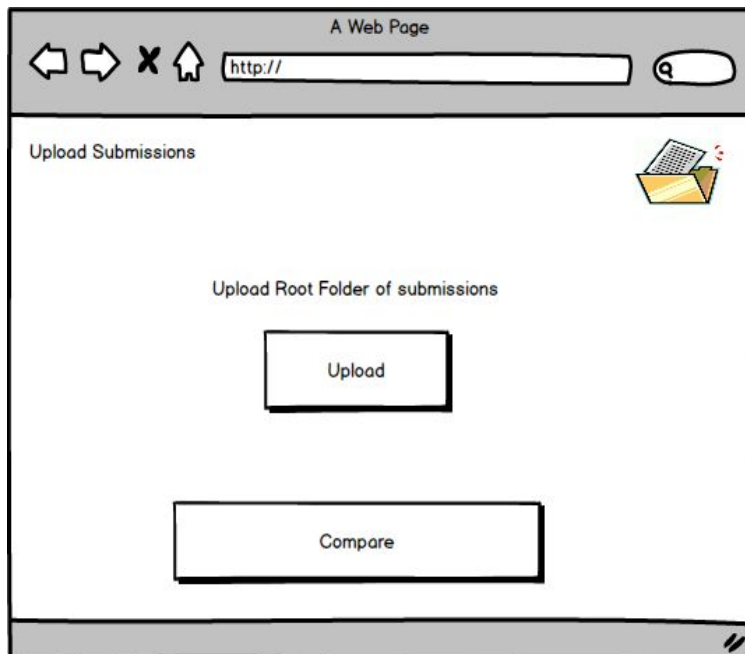 A Web Page
http://
Upload Submissions
Upload Root Folder of submissions
Upload
Compare